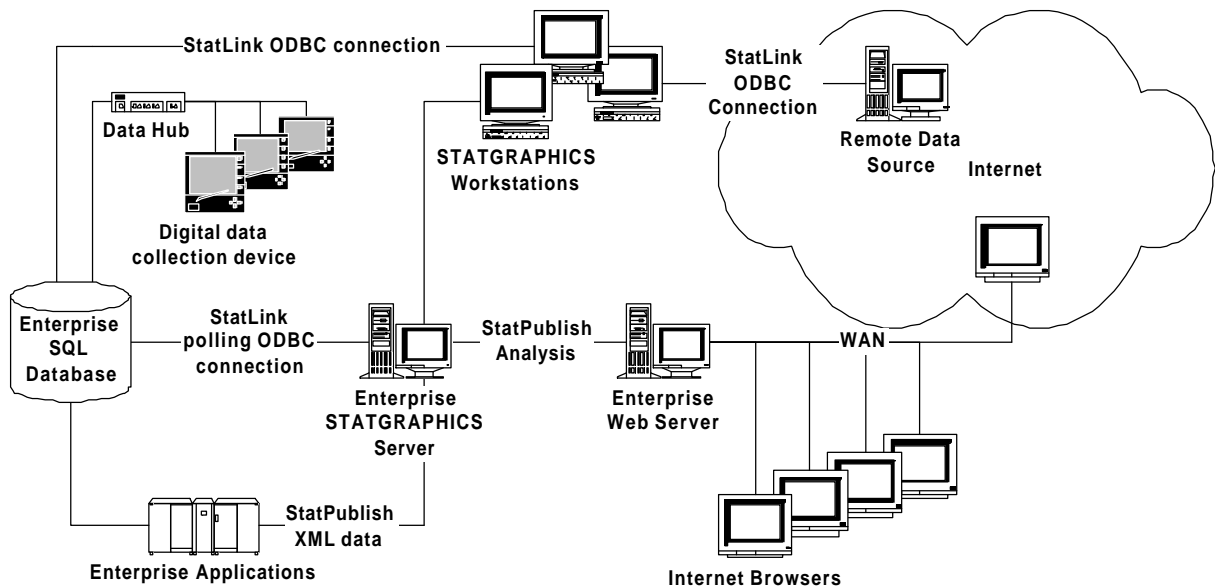 StatLink ODBC connection
StatLink
ODBC
Connection
Data Hub
STATGRAPHICS
Workstations
Remote Data
Source
Internet
Digital data
collection device
Enterprise
SQL
Database
StatLink
polling ODBC
connection
StatPublish
Analysis
WAN
Enterprise
STATGRAPHICS
Server
Enterprise
Web Server
StatPublish
XML data
Enterprise Applications
Internet Browsers